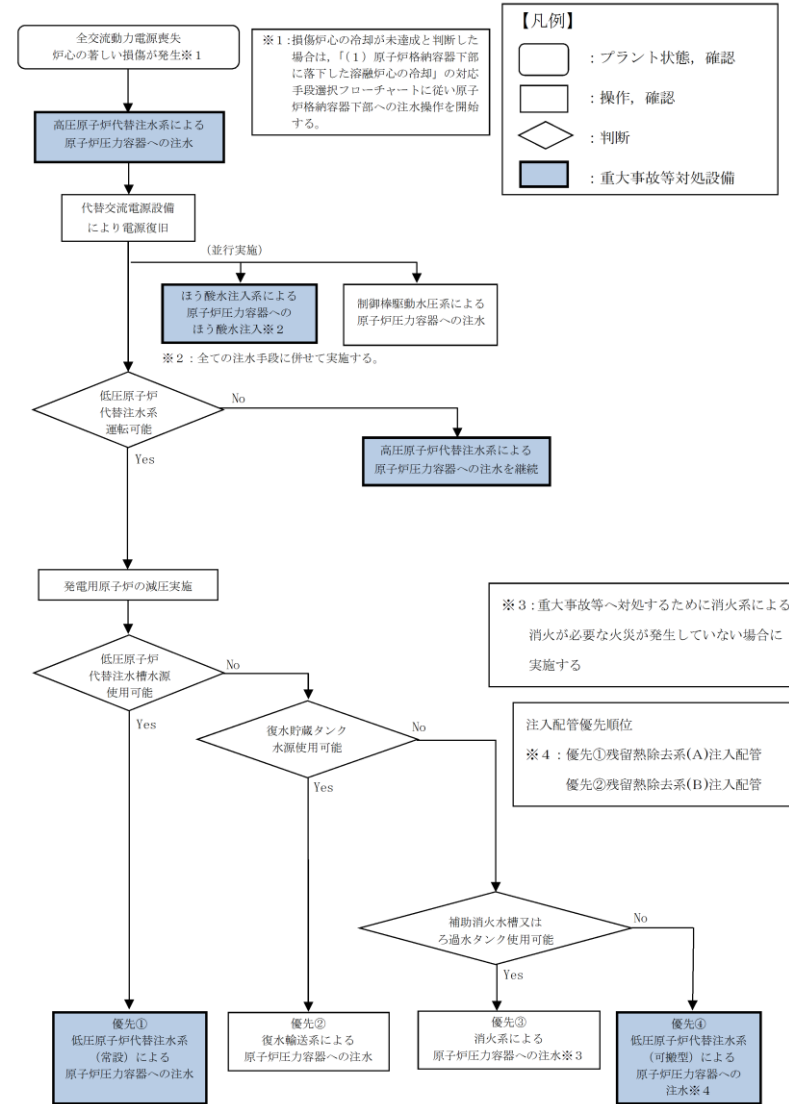 全交流動力電源喪失
炉心の著しい損傷が発生※1
※1:損傷炉心の冷却が未達成と判断した
場合は,「(1)原子炉格納容器下部
に落下した溶融炉心の冷却」の対応
手段選択フローチャートに従い原子
炉格納容器下部への注水操作を開始
する。
【凡例】
:プラント状態,確認
:操作,確認
:判断
:重大事故等対処設備
高圧原子炉代替注水系による
原子炉圧力容器への注水
代替交流電源設備
により電源復旧
(並行実施)
ほう酸水注入系による
原子炉圧力容器への
ほう酸水注入※2
制御棒駆動水圧系による
原子炉圧力容器への注水
※2:全ての注水手段に併せて実施する。
低圧原子炉
代替注水系
運転可能
No
Yes
高圧原子炉代替注水系による
原子炉圧力容器への注水を継続
発電用原子炉の減圧実施
※3:重大事故等へ対処するために消火系による
消火が必要な火災が発生していない場合に
実施する
低圧原子炉
代替注水槽水源
使用可能
No
Yes
注入配管優先順位
※4:優先①残留熱除去系(A)注入配管
優先②残留熱除去系(B)注入配管
復水貯蔵タンク
水源使用可能
No
Yes
補助消火水槽又は
ろ過水タンク使用可能
No
Yes
優先①
低圧原子炉代替注水系
(常設)による
原子炉圧力容器への注水
優先②
復水輸送系による
原子炉圧力容器への注水
優先③
消火系による
原子炉圧力容器への注水※3
優先④
低圧原子炉代替注水系
(可搬型)による
原子炉圧力容器への
注水※4